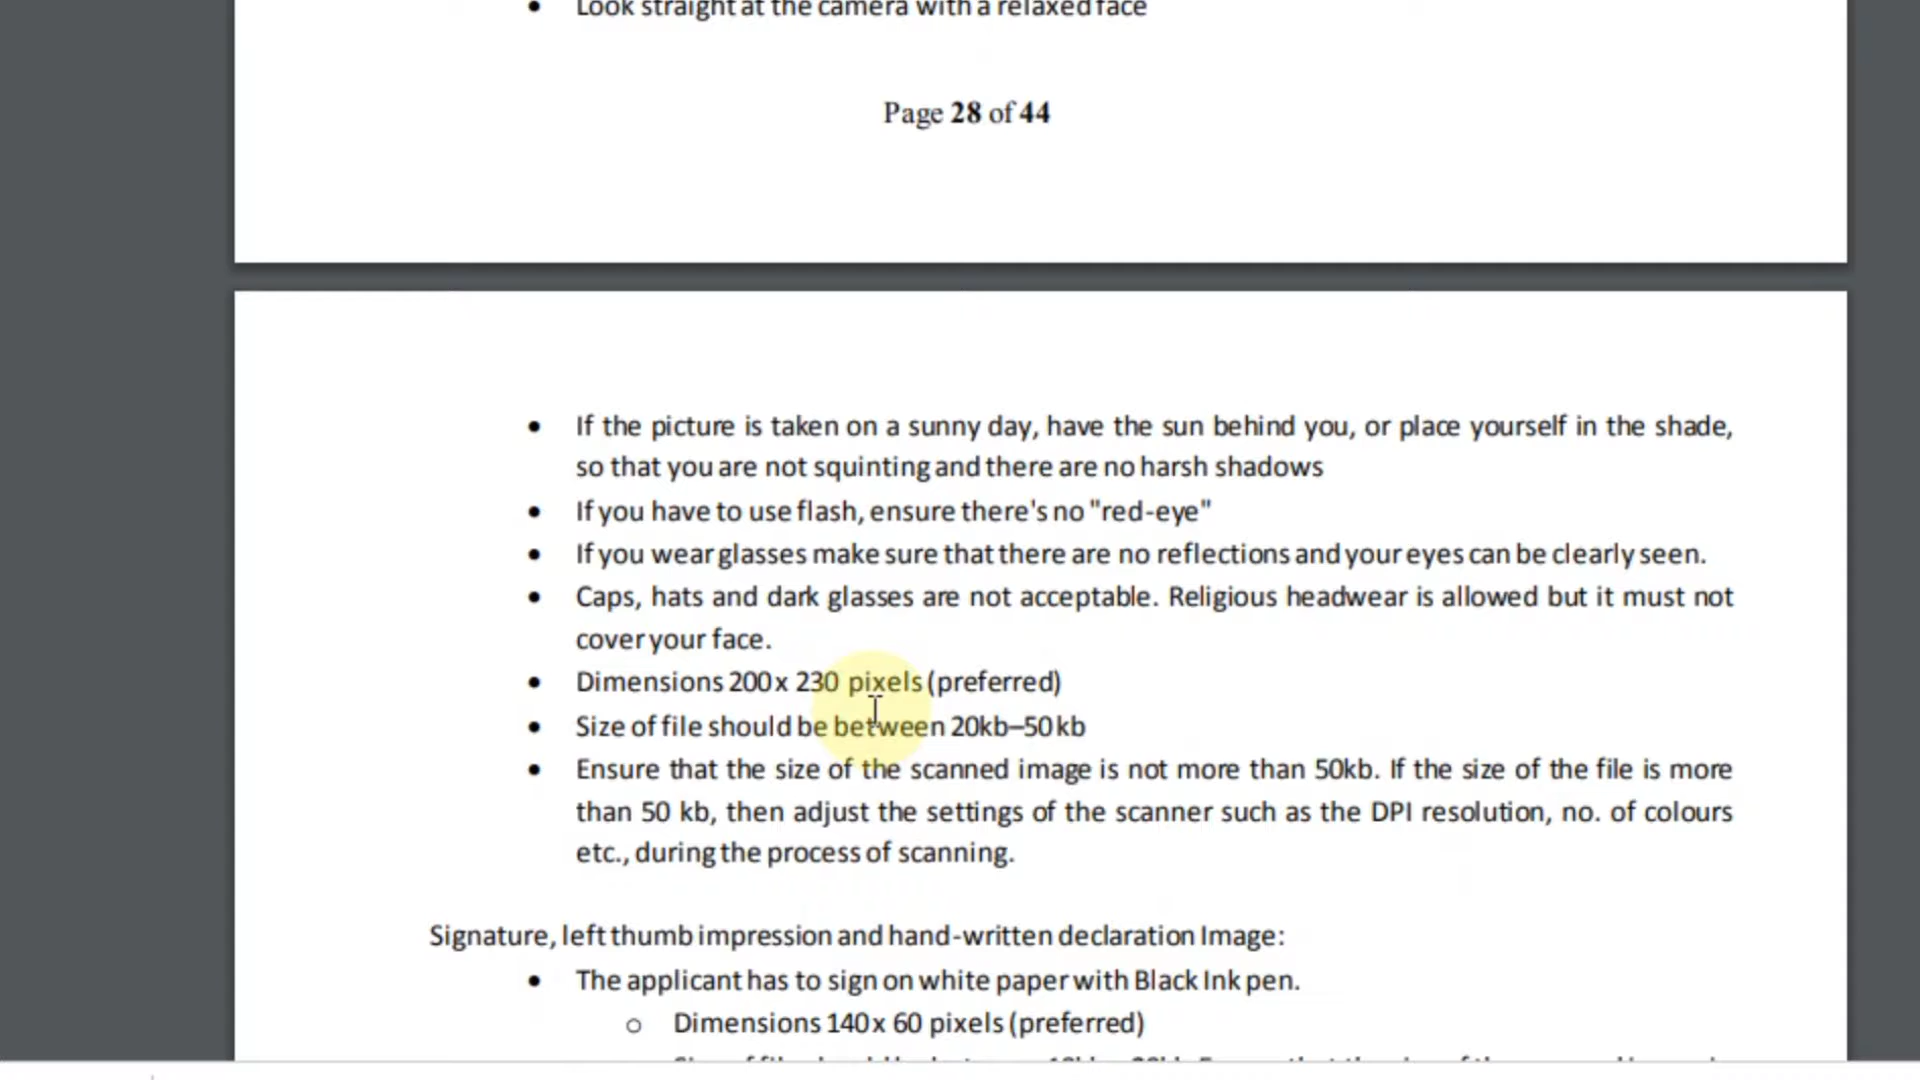 • Look straight at the camera with a relaxed face
Page 28 of 44
• If the picture is taken on a sunny day, have the sun behind you, or place yourself in the shade,
so that you are not squinting and there are no harsh shadows
• If you have to use flash, ensure there's no "red-eye"
• If you wear glasses make sure that there are no reflections and your eyes can be clearly seen.
• Caps, hats and dark glasses are not acceptable. Religious headwear is allowed but it must not
cover your face.
• Dimensions 200 x 230 pixels (preferred)
• Size of file should be between 20kb–50 kb
• Ensure that the size of the scanned image is not more than 50kb. If the size of the file is more
than 50 kb, then adjust the settings of the scanner such as the DPI resolution, no. of colours
etc., during the process of scanning.
Signature, left thumb impression and hand-written declaration Image:
• The applicant has to sign on white paper with Black Ink pen.
o Dimensions 140 x 60 pixels (preferred)